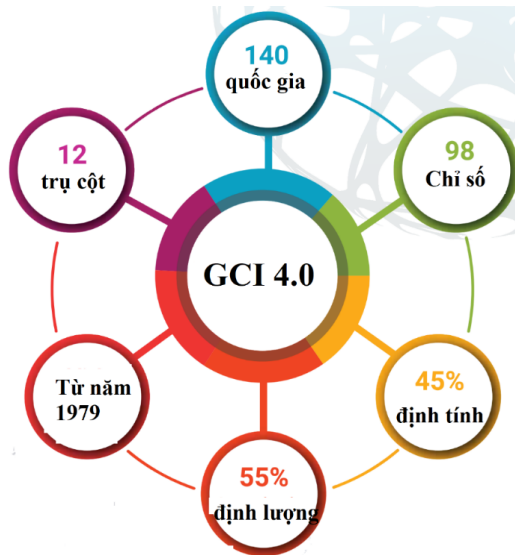 140
quốc gia
98
Chỉ số
45%
định tính
55%
định lượng
Từ năm
1979
12
trụ cột
GCI 4.0